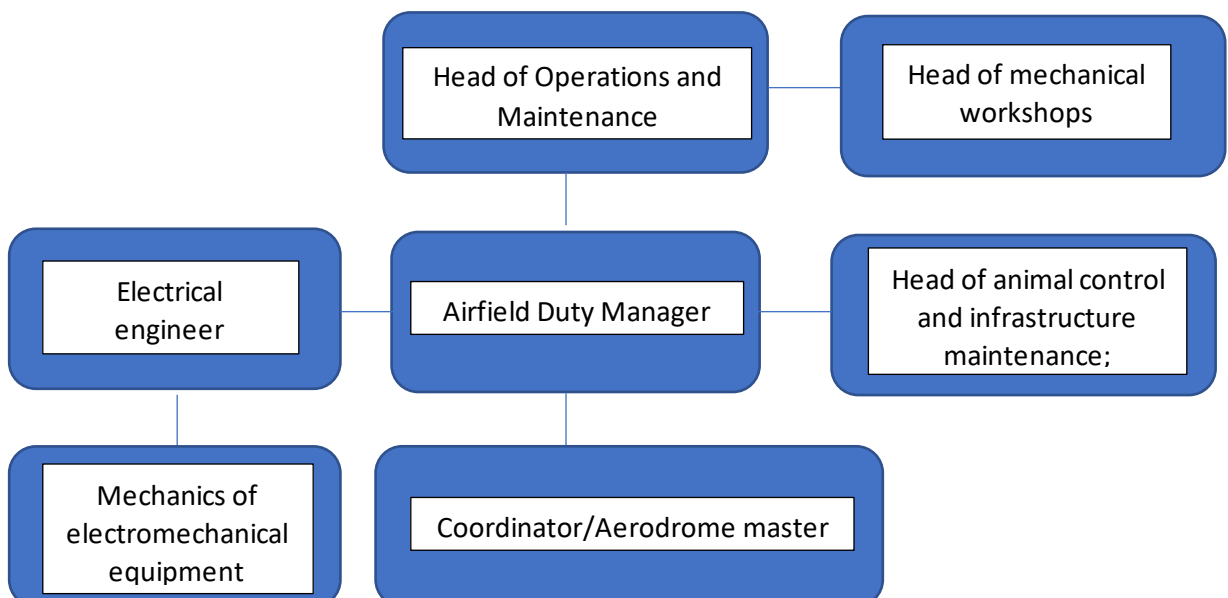 Head of Operations and
Maintenance
Head of mechanical
workshops
Electrical
engineer
Airfield Duty Manager
Head of animal control
and infrastructure
maintenance;
Mechanics of
electromechanical
equipment
Coordinator/Aerodrome master